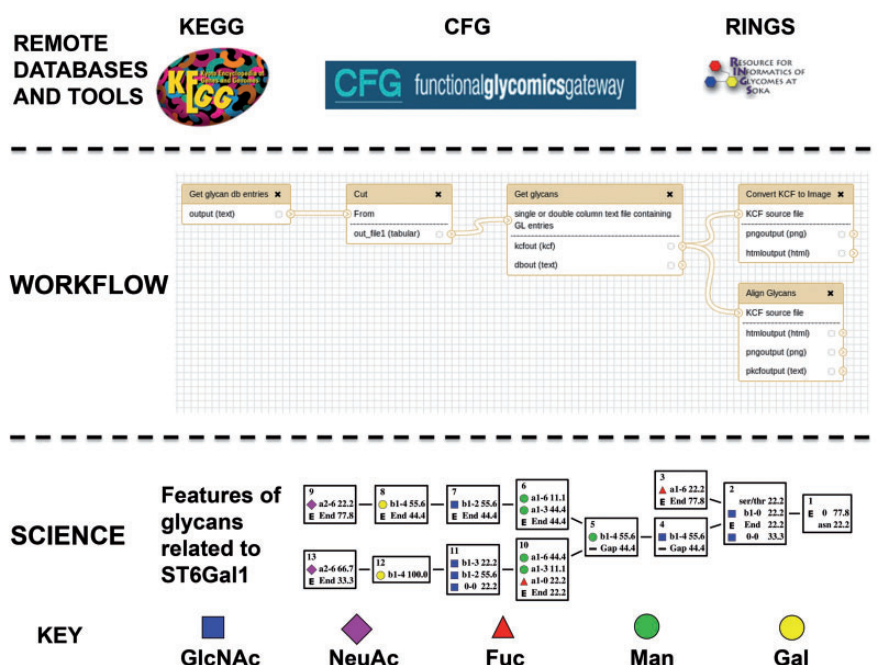 KEGG CFG RINGS
REMOTE
DATABASES
AND TOOLS
KEGG
Kyoto Encyclopedia of
Genes and Genomes
CFG functionalglycomicsgateway
RESOURCE FOR
INFORMATICS OF
GLYCOMES AT
SOKA
WORKFLOW
Get glycan db entries
output (text)
Cut
From
out_file1 (tabular)
Get glycans
single or double column text file containing
GL entries
kcfout (kcf)
dbout (text)
Convert KCF to Image
KCF source file
pngoutput (png)
htmloutput (html)
Align Glycans
KCF source file
htmloutput (html)
pngoutput (png)
pkcfoutput (text)
SCIENCE
Features of
glycans
related to
ST6Gal1
9
a2-6 22.2
E End 77.8
8
b1-4 55.6
E End 44.4
7
b1-2 55.6
E End 44.4
6
a1-6 11.1
a1-3 44.4
E End 44.4
13
a2-6 66.7
E End 33.3
12
b1-4 100.0
11
b1-3 22.2
b1-2 55.6
0-0 22.2
10
a1-6 44.4
a1-3 11.1
a1-0 22.2
E End 22.2
5
b1-4 55.6
Gap 44.4
4
b1-4 55.6
Gap 44.4
3
a1-6 22.2
E End 77.8
2
ser/thr 22.2
b1-0 22.2
End 22.2
0-0 33.3
1
E 0 77.8
asn 22.2
KEY
GlcNAc NeuAc Fuc Man Gal